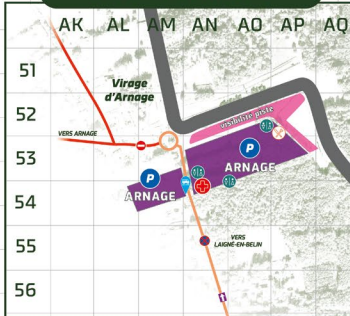 AK AL AM AN AO AP AQ
51
Virage
d'Arnage
52
visibilité piste
VERS ARNAGE
53
P
ARNAGE
P
ARNAGE
54
VERS
LAIGNÉ-EN-BELIN
55
56